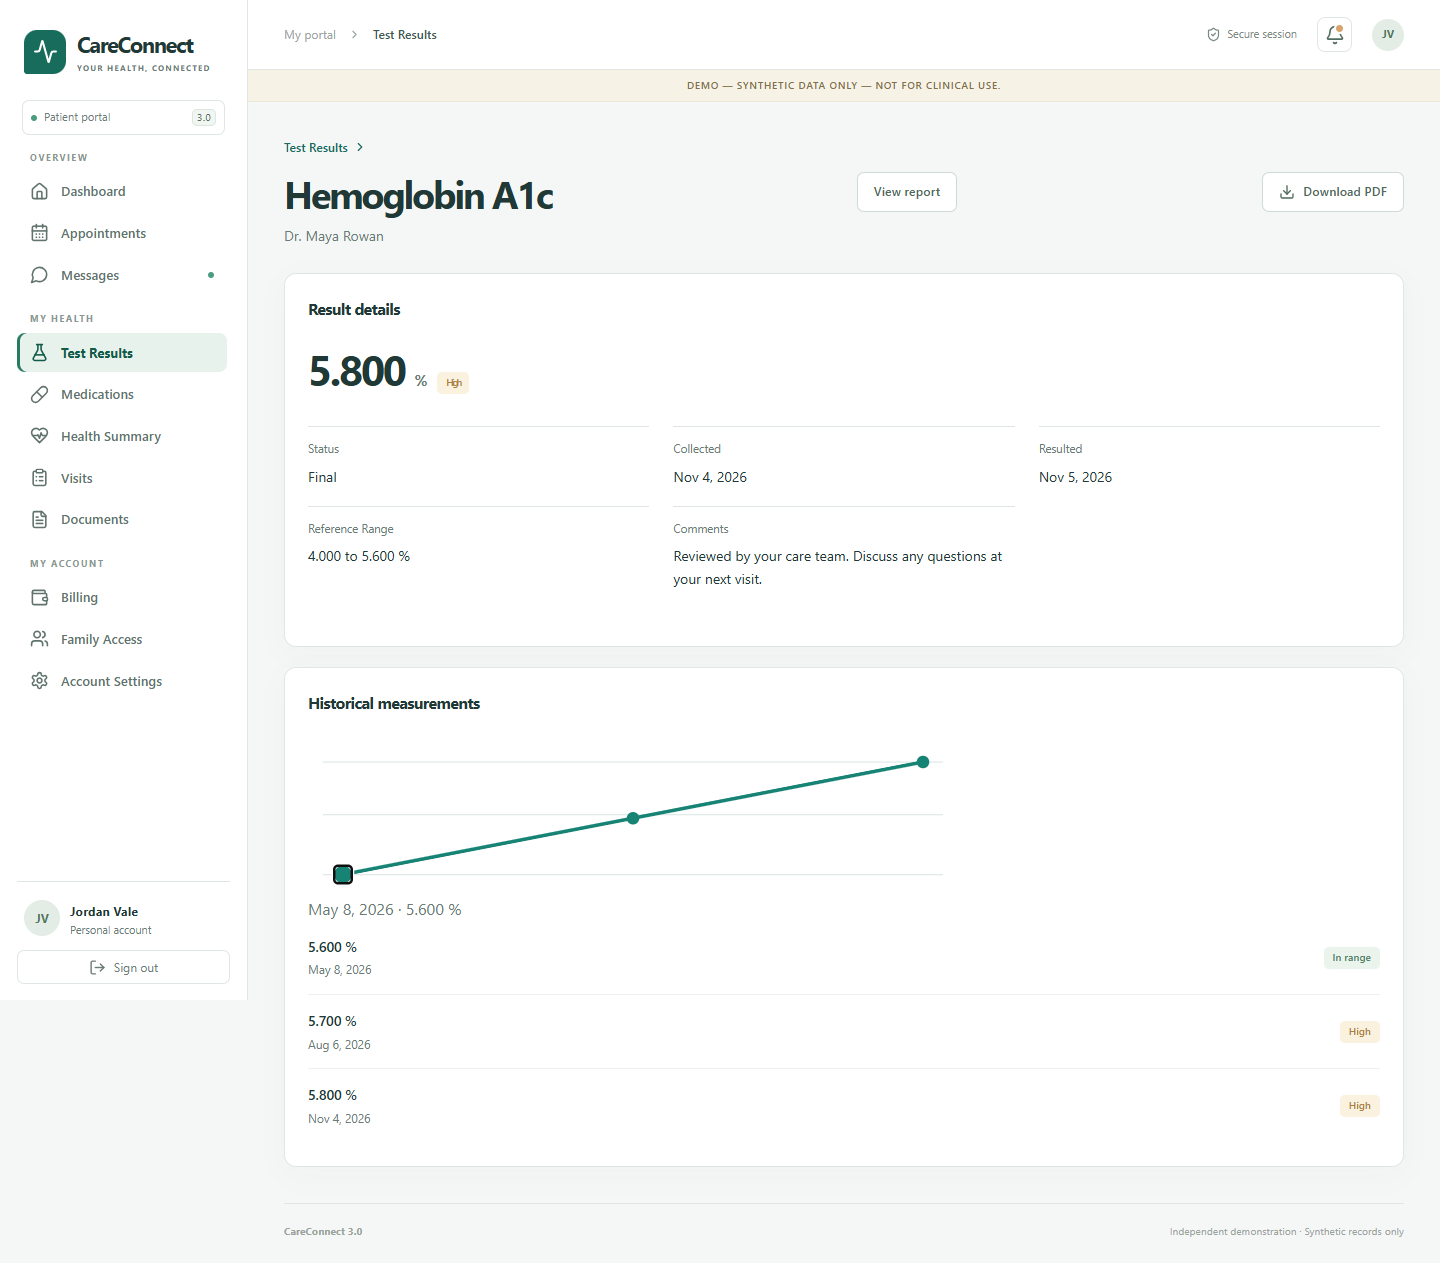 CareConnect
YOUR HEALTH, CONNECTED
Patient portal 3.0
OVERVIEW
Dashboard
Appointments
Messages
MY HEALTH
Test Results
Medications
Health Summary
Visits
Documents
MY ACCOUNT
Billing
Family Access
Account Settings
JV
Jordan Vale
Personal account
Sign out
My portal > Test Results
Secure session
JV
DEMO — SYNTHETIC DATA ONLY — NOT FOR CLINICAL USE.
Test Results >
Hemoglobin A1c
View report
Download PDF
Dr. Maya Rowan
Result details
5.800 % High
Status
Final
Collected
Nov 4, 2026
Resulted
Nov 5, 2026
Reference Range
4.000 to 5.600 %
Comments
Reviewed by your care team. Discuss any questions at
your next visit.
Historical measurements
May 8, 2026 · 5.600 %
5.600 %
May 8, 2026
In range
5.700 %
Aug 6, 2026
High
5.800 %
Nov 4, 2026
High
CareConnect 3.0
Independent demonstration · Synthetic records only